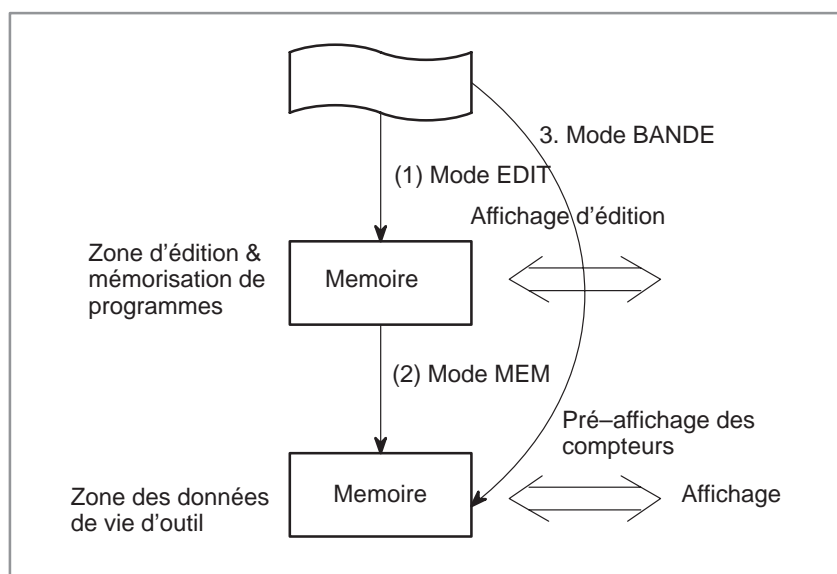 3. Mode BANDE
(1) Mode EDIT
Affichage d'édition
Zone d'édition &
mémorisation de
programmes
Memoire
(2) Mode MEM
Pré–affichage des
compteurs
Zone des données
de vie d'outil
Memoire
Affichage